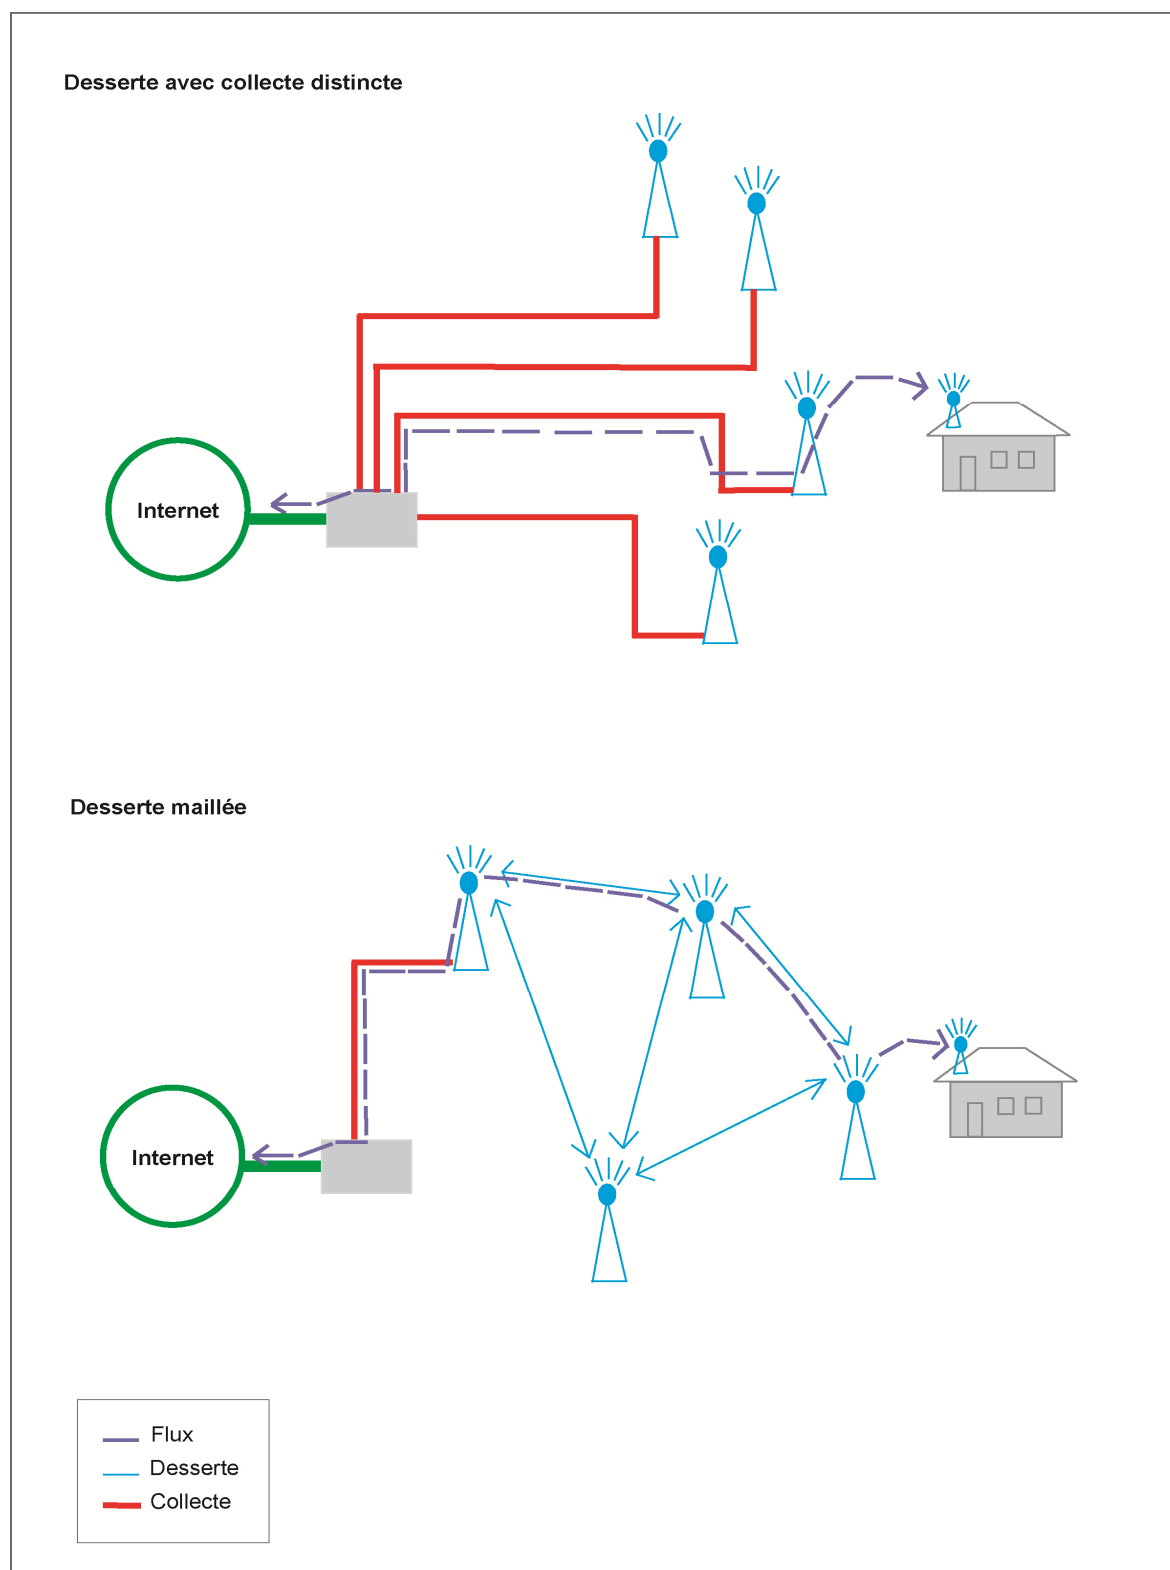 Desserte avec collecte distincte
Internet
Desserte maillée
Internet
Flux
Desserte
Collecte